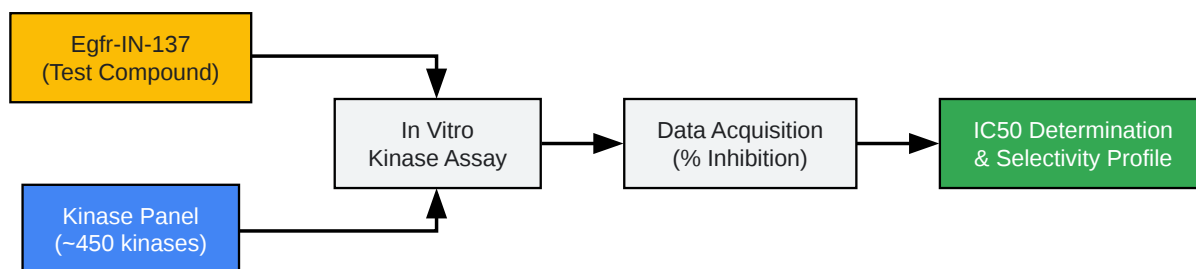 Egfr-IN-137
(Test Compound)
Kinase Panel
(~450 kinases)
In Vitro
Kinase Assay
Data Acquisition
(% Inhibition)
IC50 Determination
& Selectivity Profile